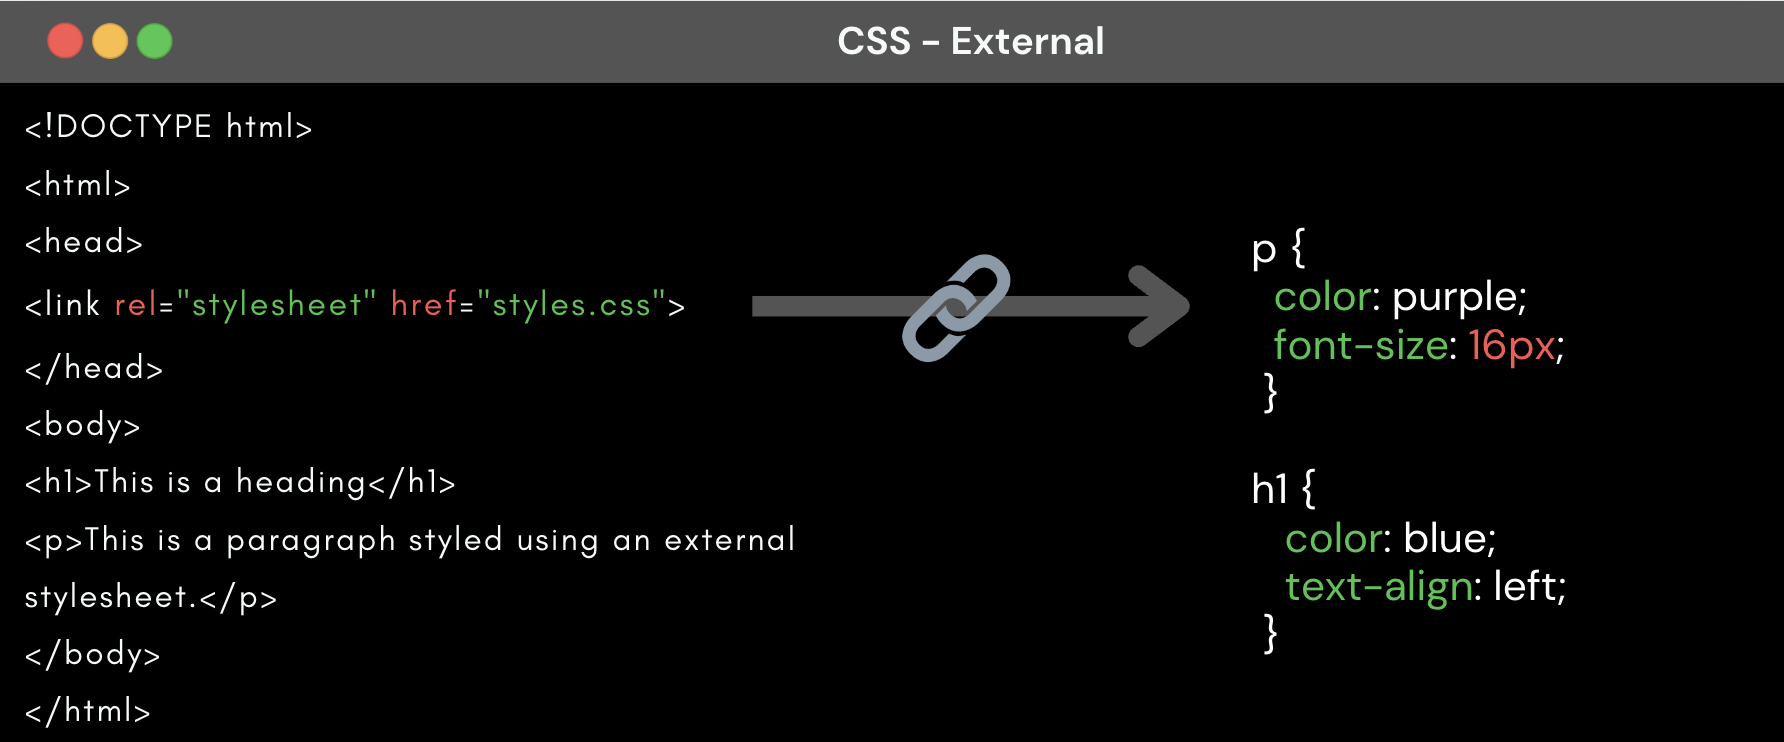 CSS - External
<!DOCTYPE html>
<html>
<head>
<link rel="stylesheet" href="styles.css">
</head>
<body>
<h1>This is a heading</h1>
<p>This is a paragraph styled using an external
stylesheet.</p>
</body>
</html>
p {
color: purple;
font-size: 16px;
}
h1 {
color: blue;
text-align: left;
}